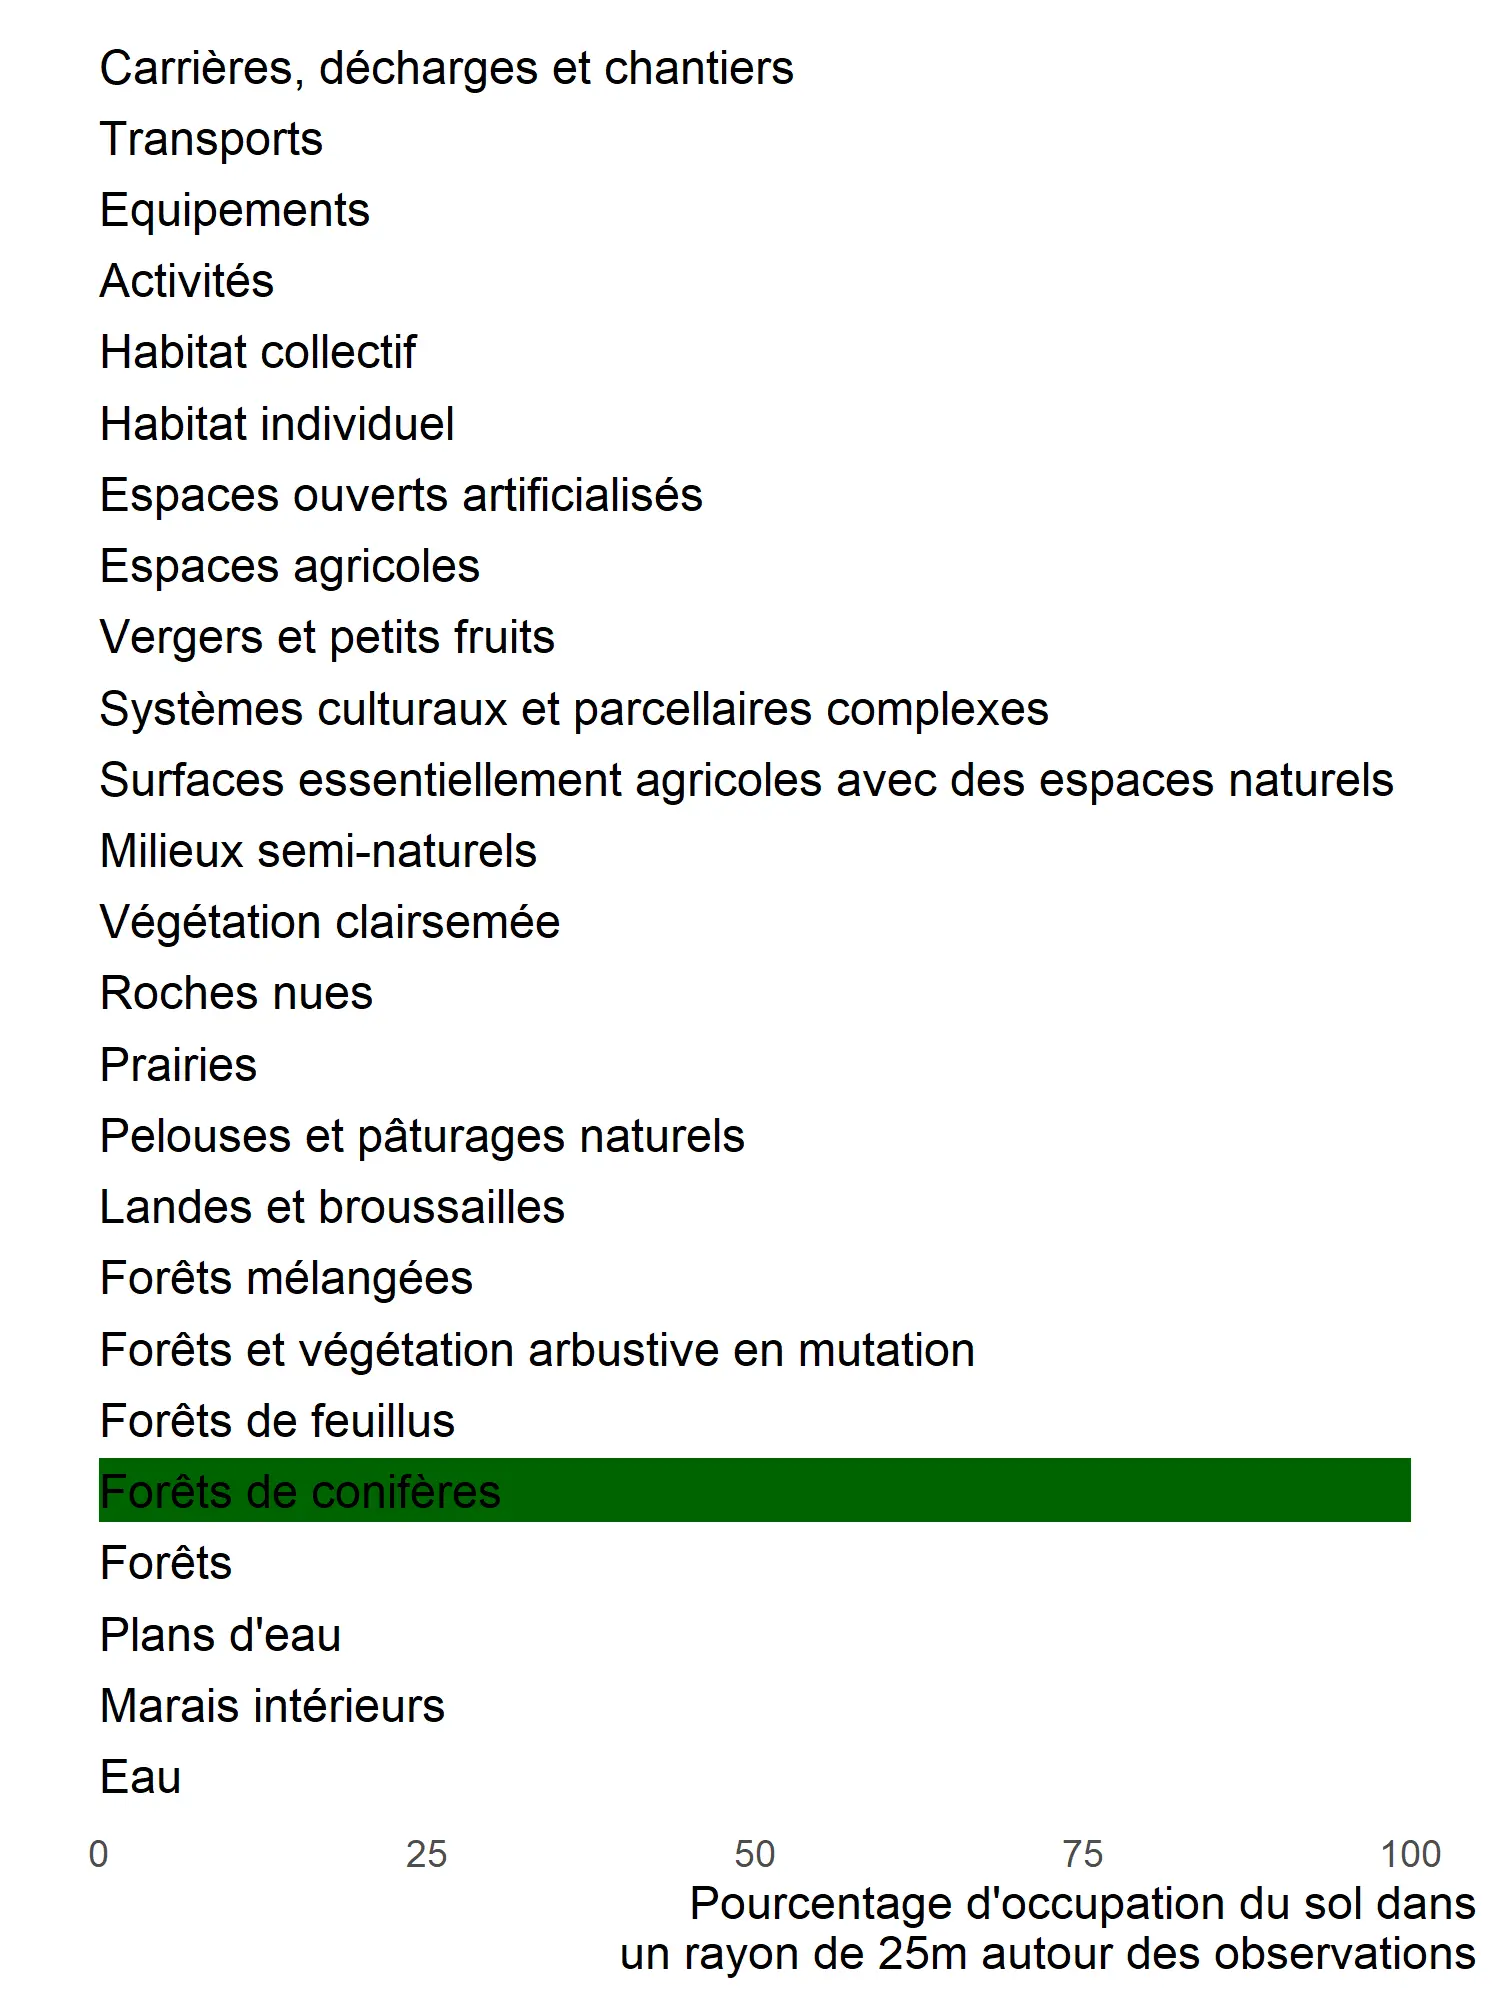 Carrières, décharges et chantiers
Transports
Equipements
Activités
Habitat collectif
Habitat individuel
Espaces ouverts artificialisés
Espaces agricoles
Vergers et petits fruits
Systèmes culturaux et parcellaires complexes
Surfaces essentiellement agricoles avec des espaces naturels
Milieux semi-naturels
Végétation clairsemée
Roches nues
Prairies
Pelouses et pâturages naturels
Landes et broussailles
Forêts mélangées
Forêts et végétation arbustive en mutation
Forêts de feuillus
Forêts de conifères
Forêts
Plans d'eau
Marais intérieurs
Eau
0 25 50 75 100
Pourcentage d'occupation du sol dans
un rayon de 25m autour des observations